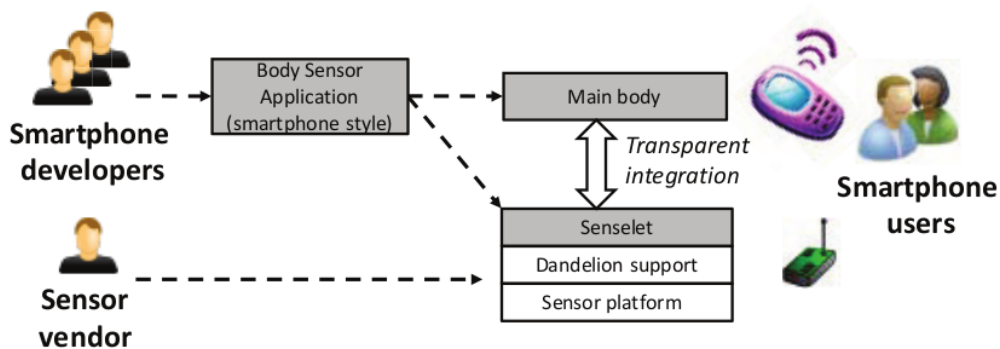 Smartphone
developers
Body Sensor
Application
(smartphone style)
Main body
Transparent
integration
Smartphone
users
Senselet
Dandelion support
Sensor platform
Sensor
vendor